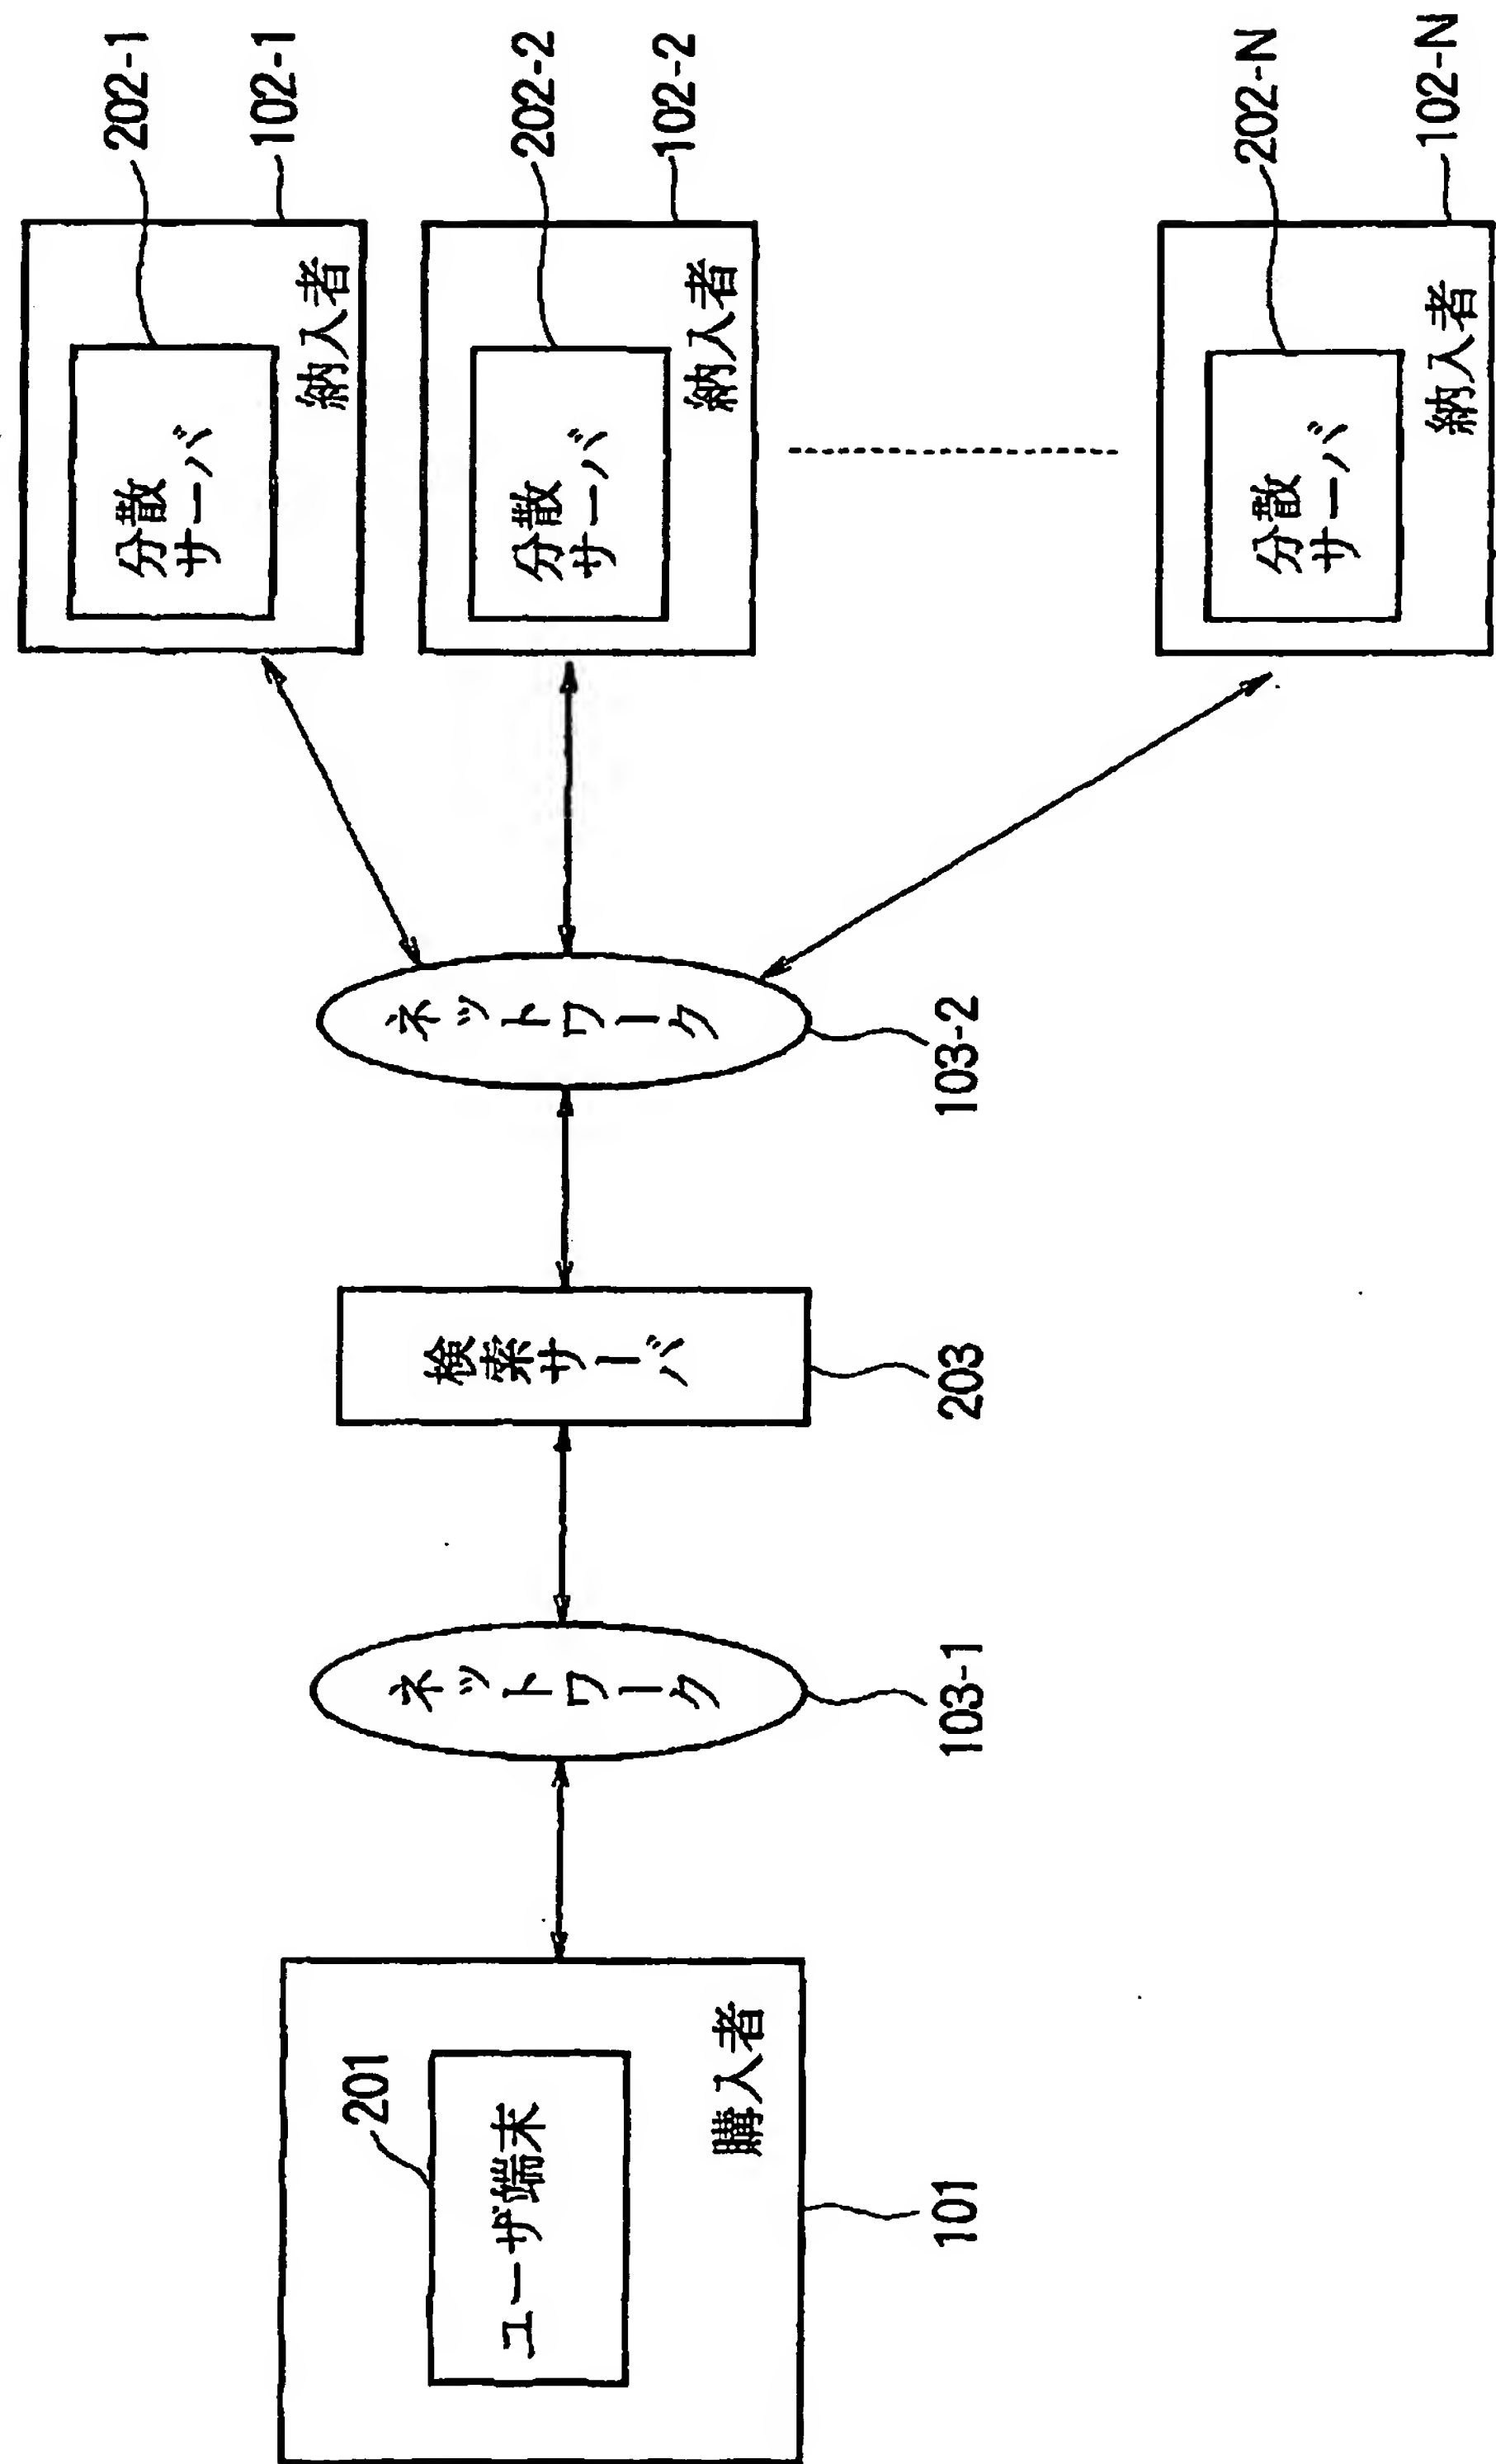 201
ユーザ端末
購入者
101
ネットワーク
103-1
検索サーバ
203
ネットワーク
103-2
202-1
分散
サーバ
納入者
102-1
202-2
分散
サーバ
納入者
102-2
202-N
分散
サーバ
納入者
102-N